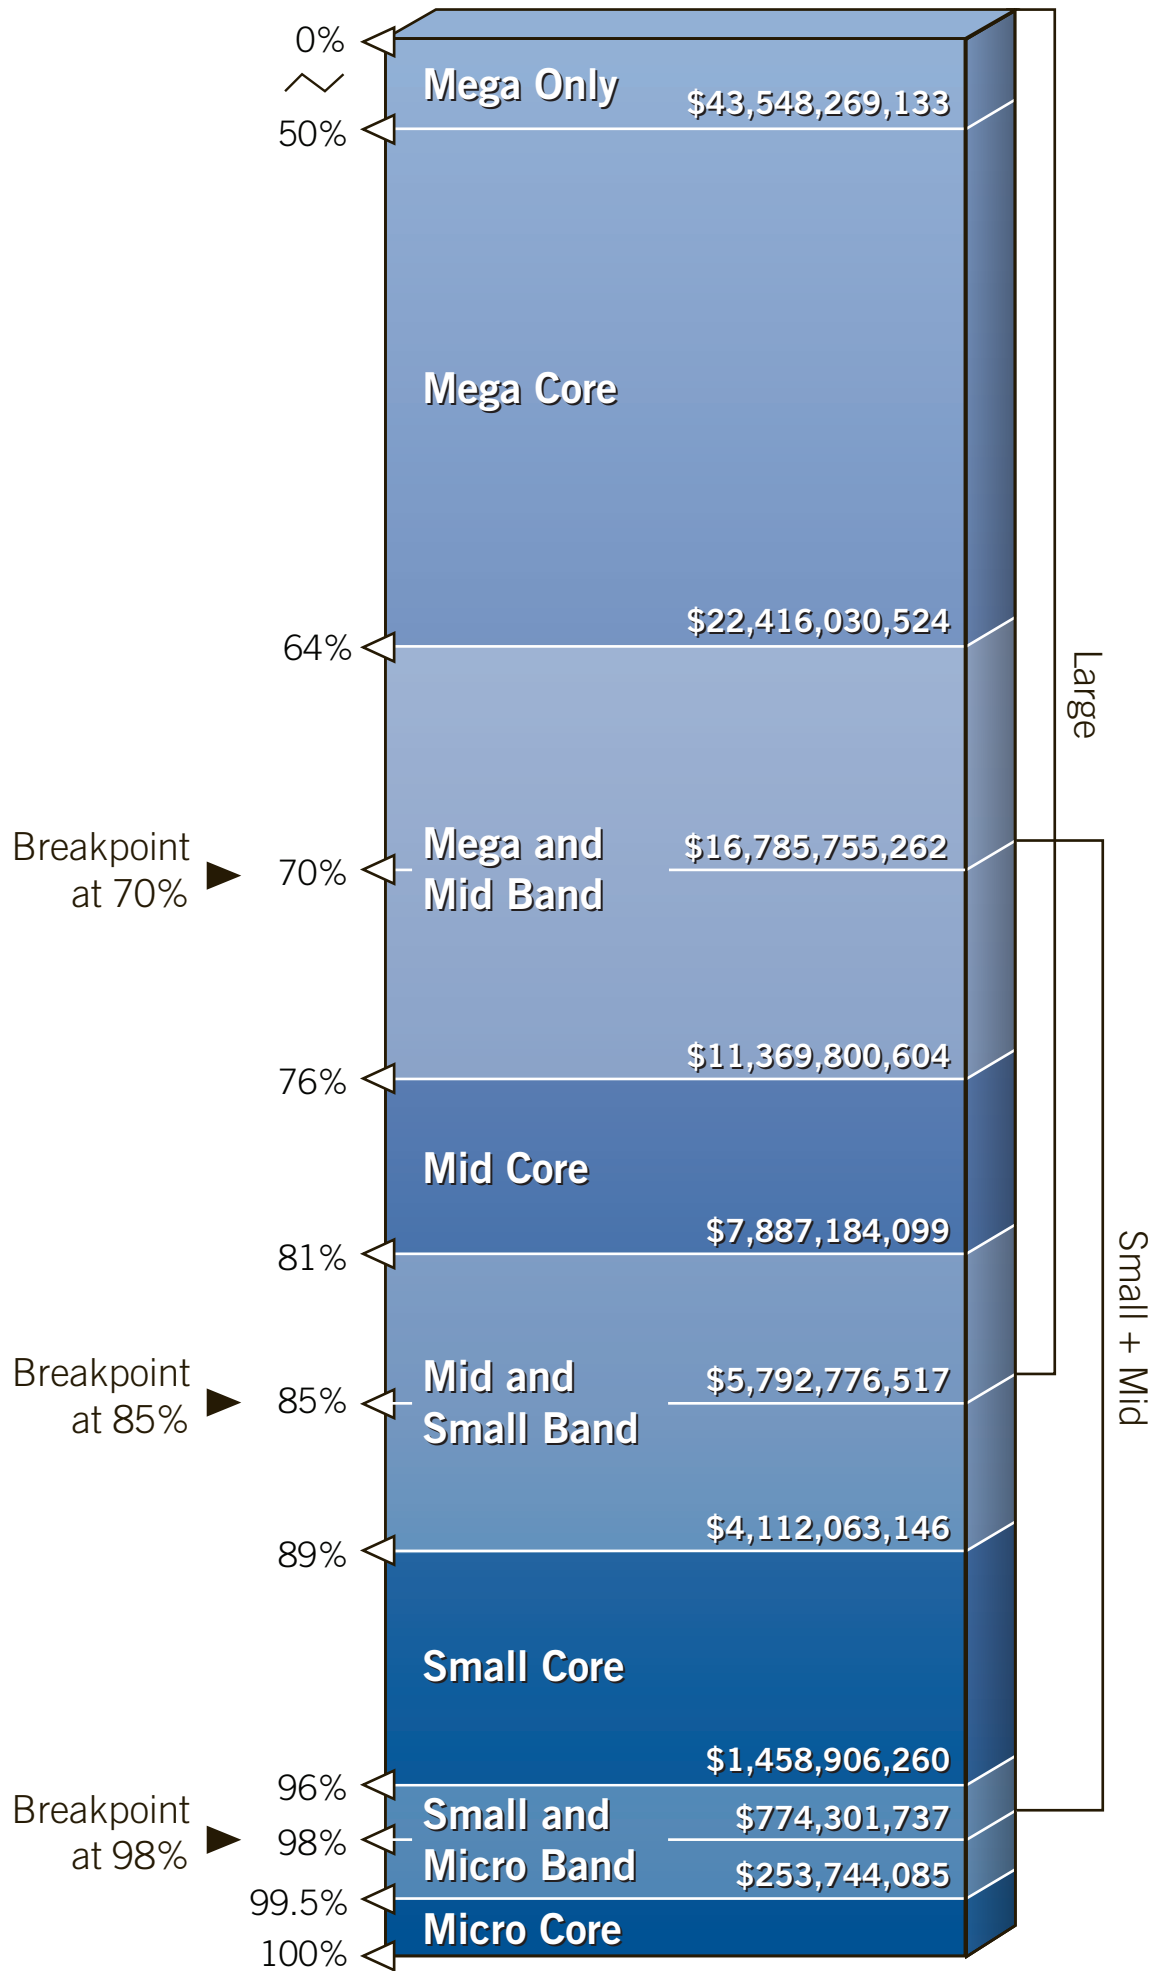 0%
Mega Only
$43,548,269,133
50%
Mega Core
$22,416,030,524
64%
Large
Breakpoint
at 70%
70%
Mega and
Mid Band
$16,785,755,262
$11,369,800,604
76%
Mid Core
$7,887,184,099
81%
Small + Mid
Breakpoint
at 85%
85%
Mid and
Small Band
$5,792,776,517
$4,112,063,146
89%
Small Core
$1,458,906,260
96%
Breakpoint
at 98%
98%
Small and
Micro Band
$774,301,737
$253,744,085
99.5%
Micro Core
100%